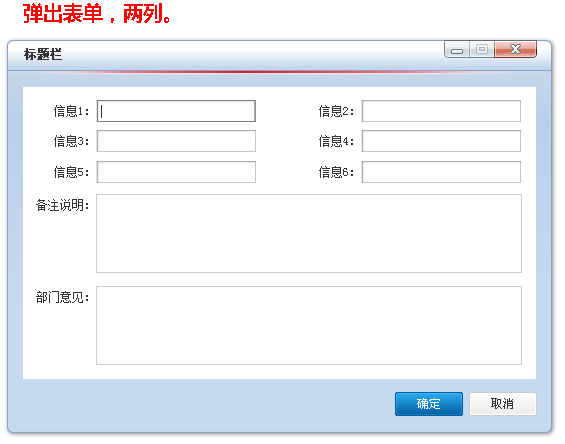 弹出表单，两列。
标题栏
信息1： 信息2：
信息3： 信息4：
信息5： 信息6：
备注说明：
部门意见：
确定 取消